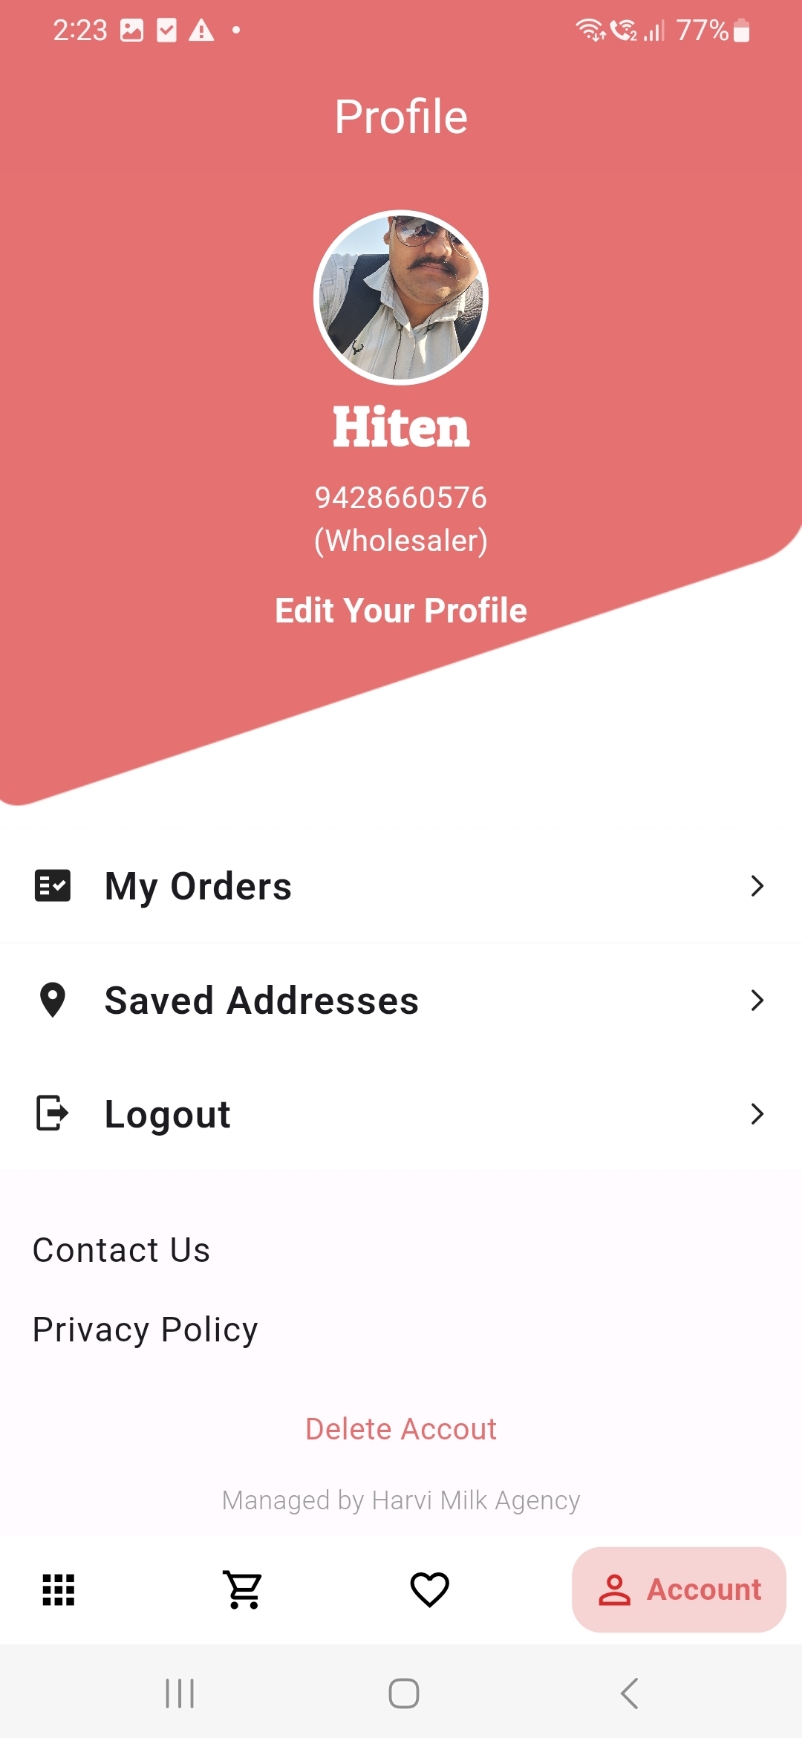 2:23 77%
Profile
Hiten
9428660576
(Wholesaler)
Edit Your Profile
My Orders
Saved Addresses
Logout
Contact Us
Privacy Policy
Delete Accout
Managed by Harvi Milk Agency
Account